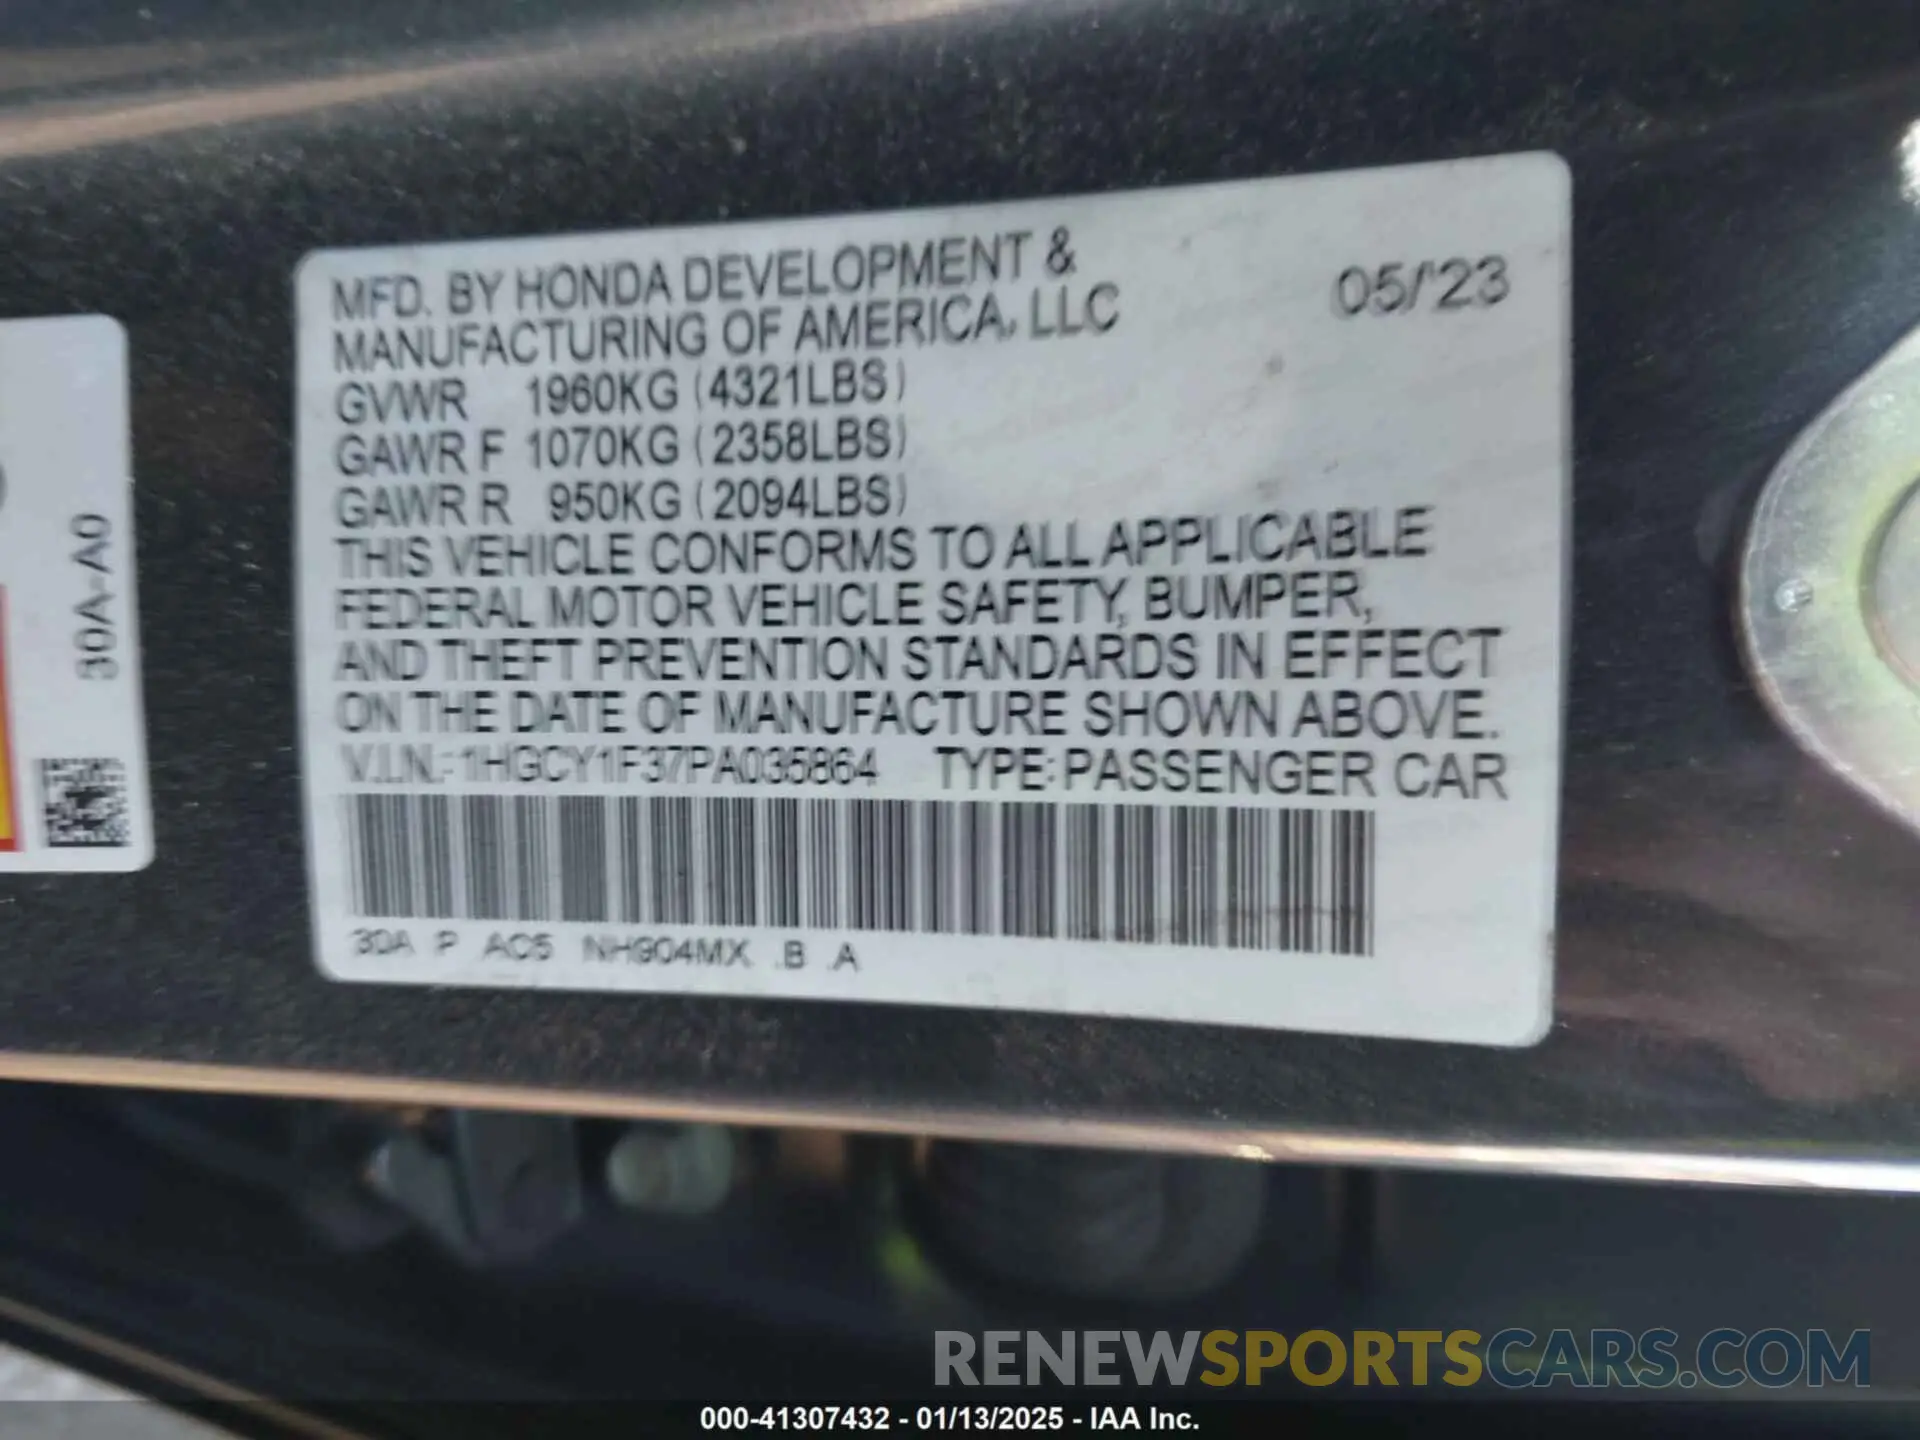 MFD. BY HONDA DEVELOPMENT &
MANUFACTURING OF AMERICA, LLC
05/'23
GVWR 1960KG (4321LBS)
GAWR F 1070KG (2358LBS)
GAWR R 950KG (2094LBS)
THIS VEHICLE CONFORMS TO ALL APPLICABLE
FEDERAL MOTOR VEHICLE SAFETY, BUMPER,
AND THEFT PREVENTION STANDARDS IN EFFECT
ON THE DATE OF MANUFACTURE SHOWN ABOVE.
V.I.N.:1HGCY1F37PA035864 TYPE:PASSENGER CAR
30A P AC5 NH904MX .B .A
30A-A0
RENEWSPORTSCARS.COM
000-41307432 - 01/13/2025 - IAA Inc.